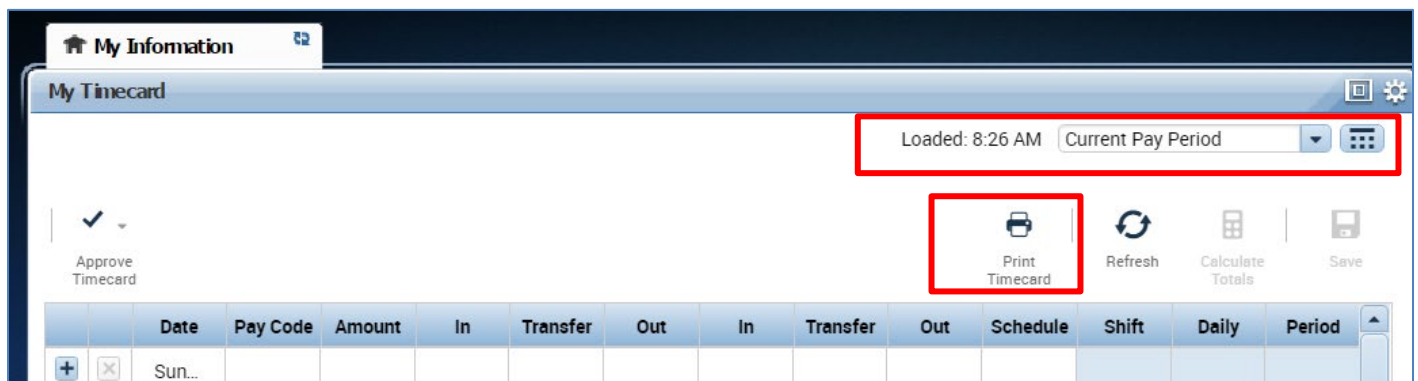 My Information
My Timecard
Loaded: 8:26 AM Current Pay Period
Approve Timecard
Print Timecard
Refresh
Calculate Totals
Save
Date Pay Code Amount In Transfer Out In Transfer Out Schedule Shift Daily Period
Sun...